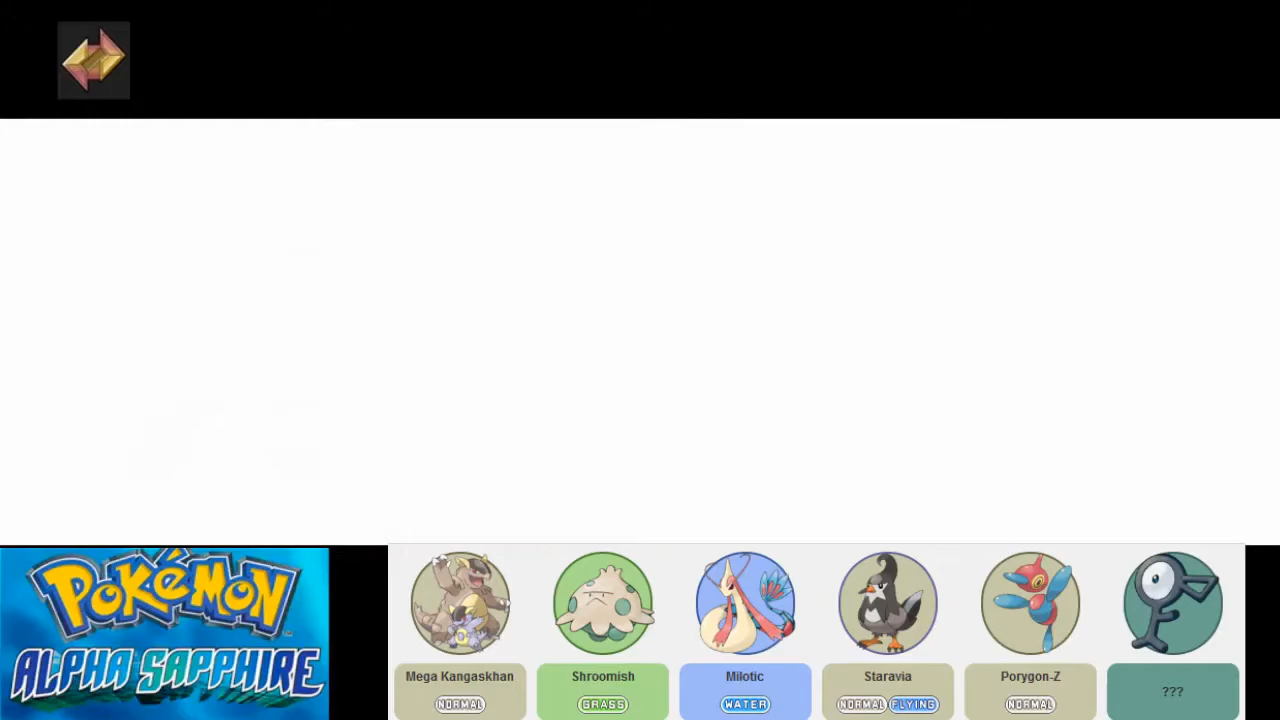 POKéMON
ALPHA SAPPHIRE
Mega Kangaskhan
NORMAL
Shroomish
GRASS
Milotic
WATER
Staravia
NORMAL FLYING
Porygon-Z
NORMAL
???